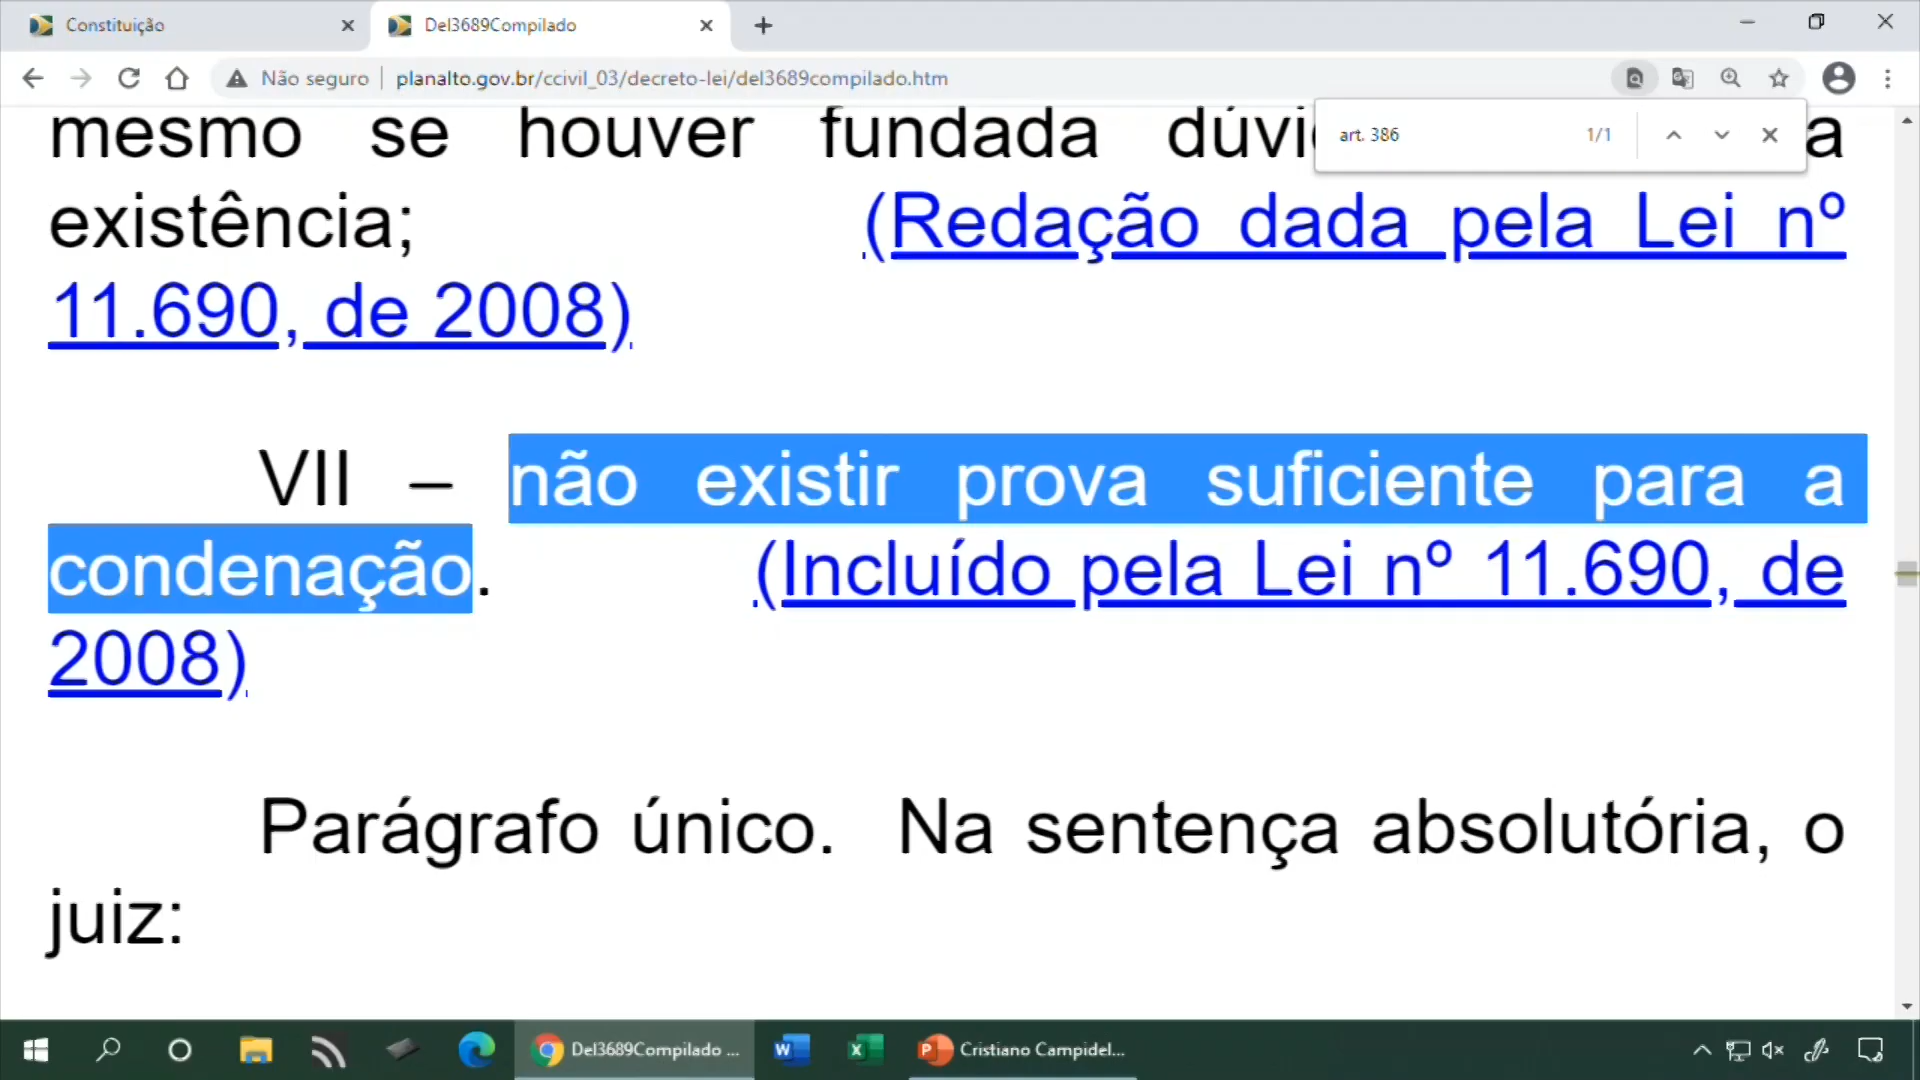 Constituição
Del3689Compilado
Não seguro
planalto.gov.br/ccivil_03/decreto-lei/del3689compilado.htm
art. 386
1/1
mesmo se houver fundada a
existência; (Redação dada pela Lei nº
11.690, de 2008)
VII – não existir prova suficiente para a
condenação. (Incluído pela Lei nº 11.690, de
2008)
Parágrafo único. Na sentença absolutória, o
juiz:
Del3689Compilado ...
Cristiano Campidel...